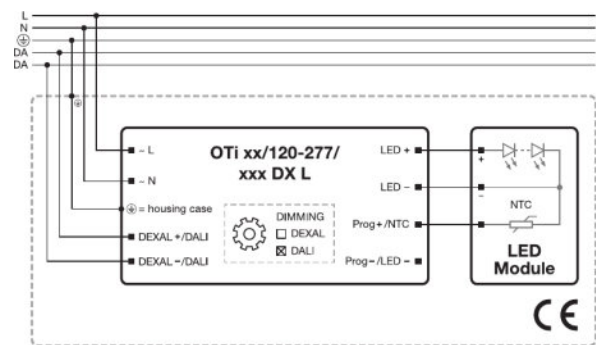 L
N
DA
DA
~ L
~ N
= housing case
DEXAL +/DALI
DEXAL −/DALI
OTi xx/120-277/
xxx DX L
DIMMING
DEXAL
DALI
LED +
LED −
Prog+/NTC
Prog−/LED −
+
−
NTC
LED
Module
CE